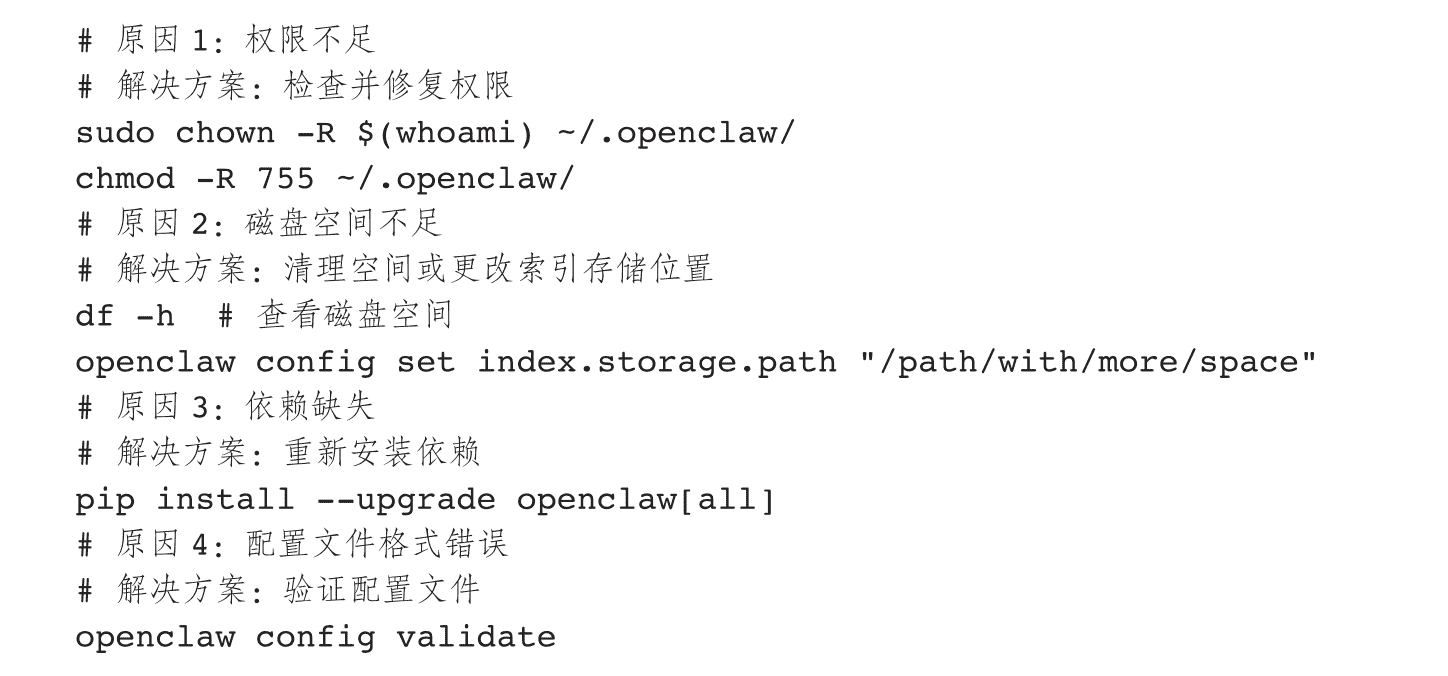 # 原因 1：权限不足
# 解决方案：检查并修复权限
sudo chown -R $(whoami) ~/.openclaw/
chmod -R 755 ~/.openclaw/
# 原因 2：磁盘空间不足
# 解决方案：清理空间或更改索引存储位置
df -h  # 查看磁盘空间
openclaw config set index.storage.path "/path/with/more/space"
# 原因 3：依赖缺失
# 解决方案：重新安装依赖
pip install --upgrade openclaw[all]
# 原因 4：配置文件格式错误
# 解决方案：验证配置文件
openclaw config validate